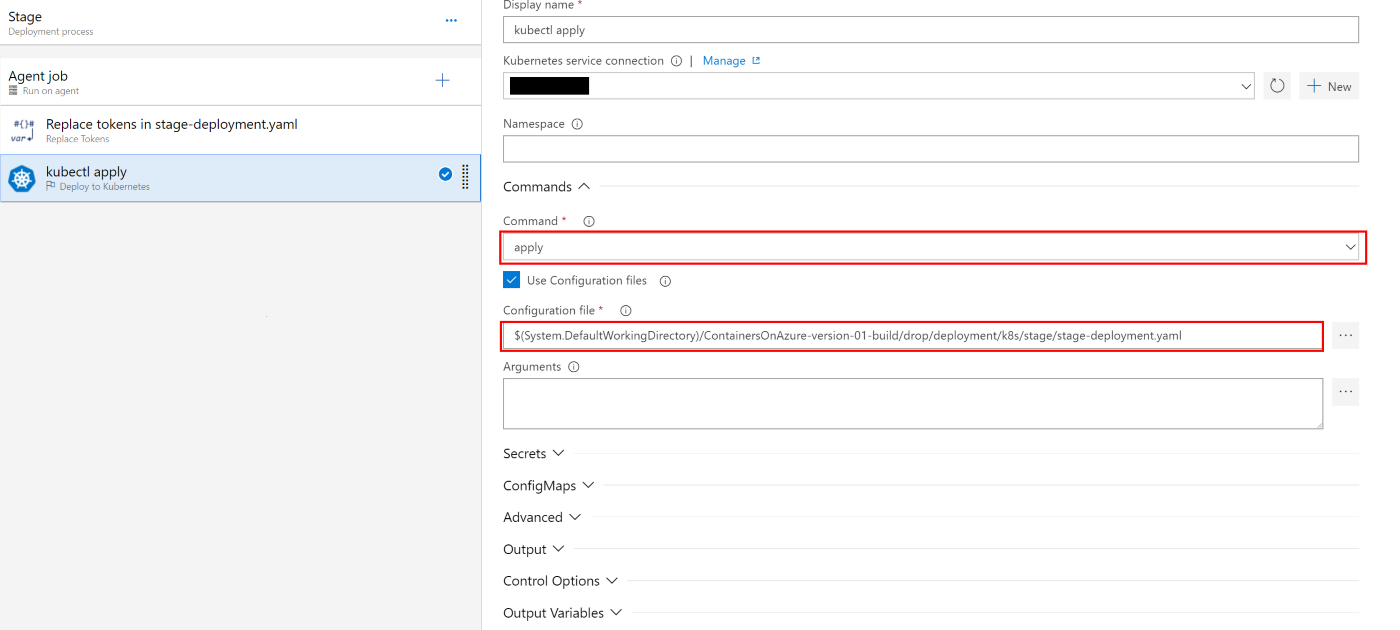 Stage
...
Deployment process
Agent job
Run on agent
#{}#
var
Replace tokens in stage-deployment.yaml
Replace Tokens
kubectl apply
Deploy to Kubernetes
Display name *
kubectl apply
Kubernetes service connection | Manage
New
Namespace
Commands
Command *
apply
Use Configuration files
Configuration file *
$(System.DefaultWorkingDirectory)/ContainersOnAzure-version-01-build/drop/deployment/k8s/stage/stage-deployment.yaml
...
Arguments
...
Secrets
ConfigMaps
Advanced
Output
Control Options
Output Variables